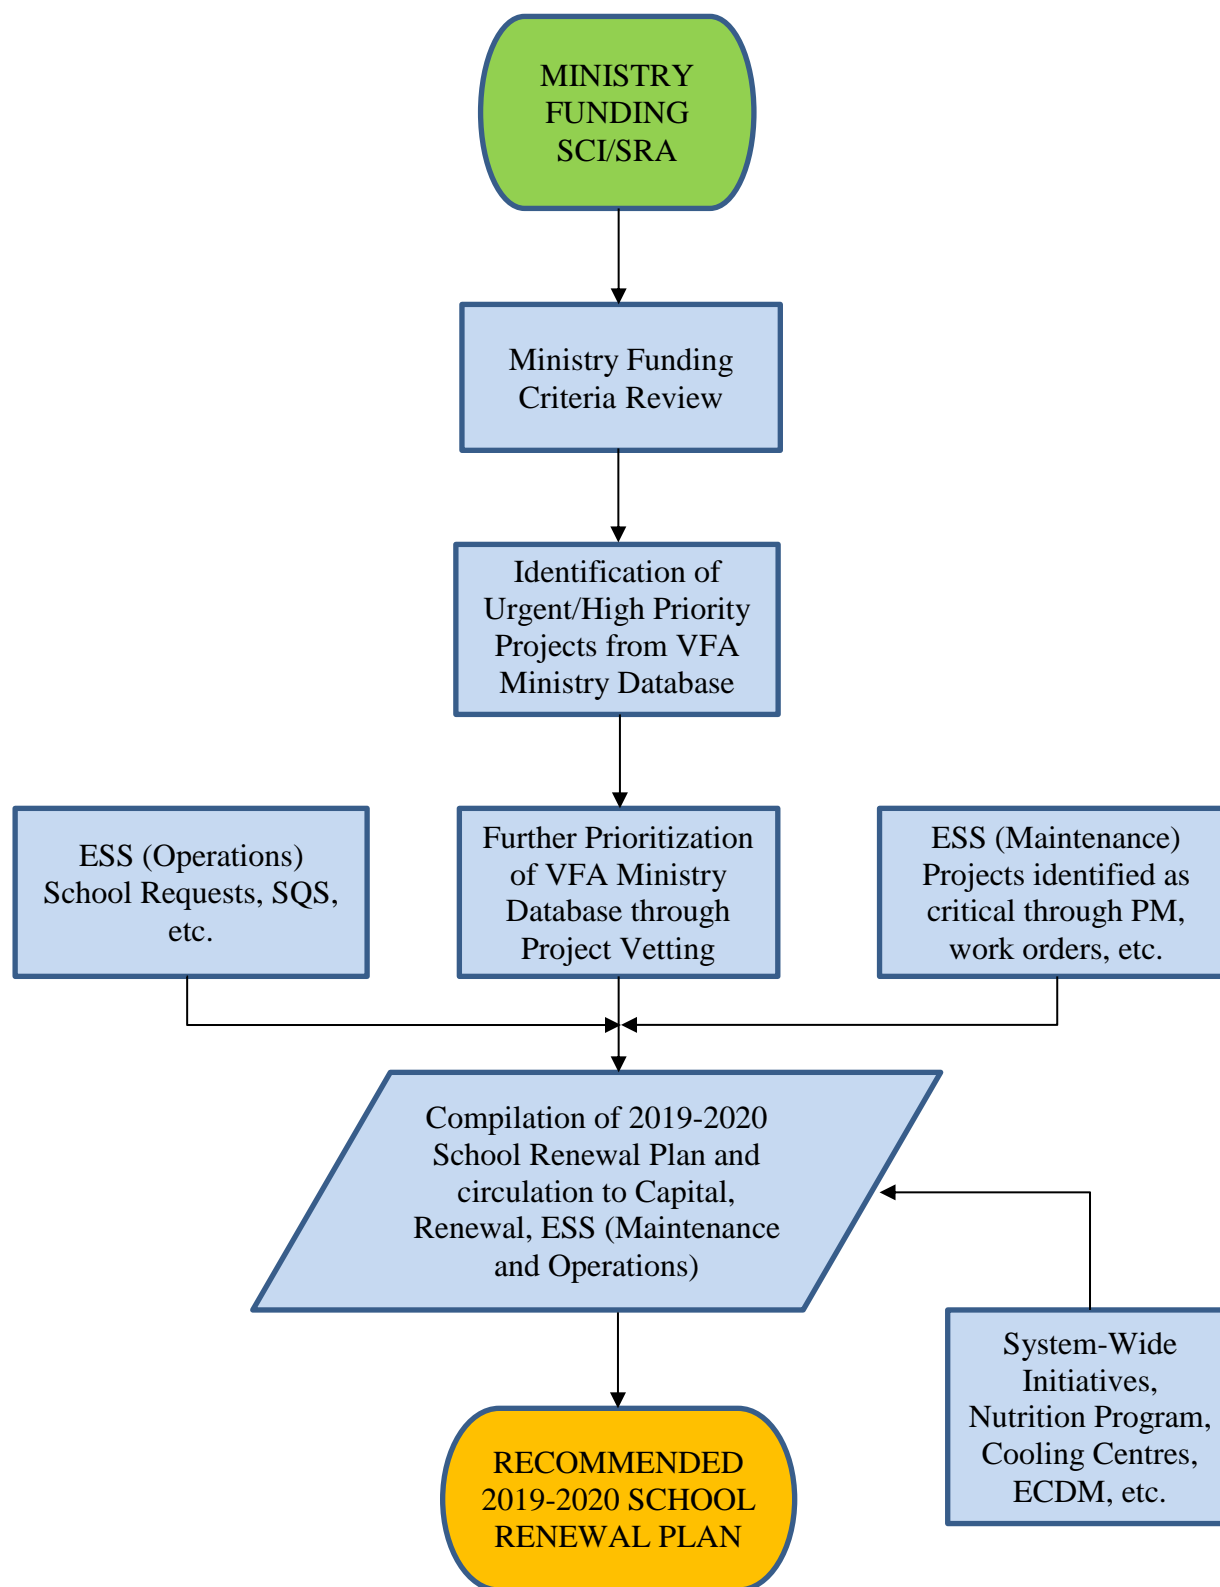 MINISTRY
FUNDING
SCI/SRA
Ministry Funding
Criteria Review
Identification of
Urgent/High Priority
Projects from VFA
Ministry Database
ESS (Operations)
School Requests, SQS,
etc.
Further Prioritization
of VFA Ministry
Database through
Project Vetting
ESS (Maintenance)
Projects identified as
critical through PM,
work orders, etc.
Compilation of 2019-2020
School Renewal Plan and
circulation to Capital,
Renewal, ESS (Maintenance
and Operations)
System-Wide
Initiatives,
Nutrition Program,
Cooling Centres,
ECDM, etc.
RECOMMENDED
2019-2020 SCHOOL
RENEWAL PLAN